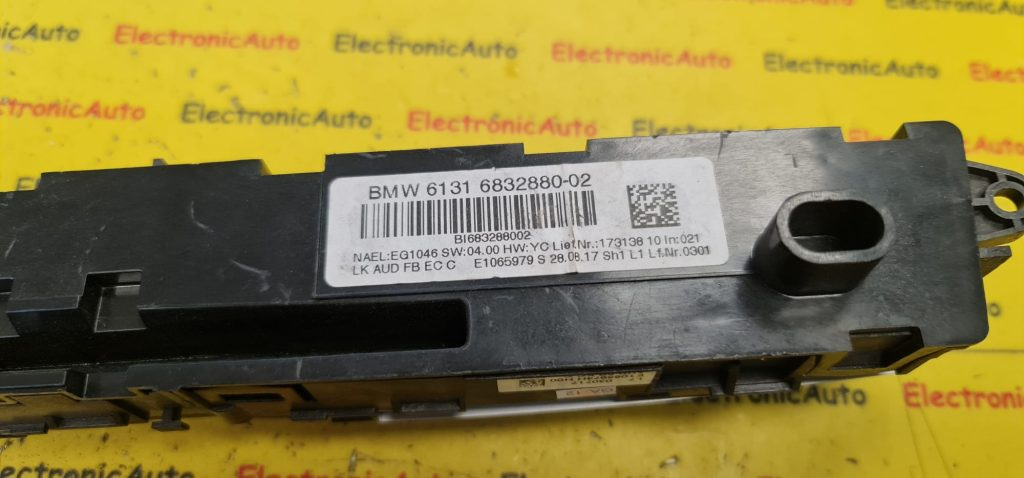 ElectronicAuto
ElectronicAuto
ElectronicAuto
ElectronicAuto
ElectronicAuto
ElectronicAuto
ElectronicAuto
BMW 6131 6832880-02
BI683288002
NAEL:EG1046 SW:04.00 HW:YC Lief.Nr.:173138 10 In:021
LK AUD FB EC C E1065979 S 28.08.17 Sh1 L1 Lf.Nr.0301
ElectronicAuto
ElectronicAuto
ElectronicAuto